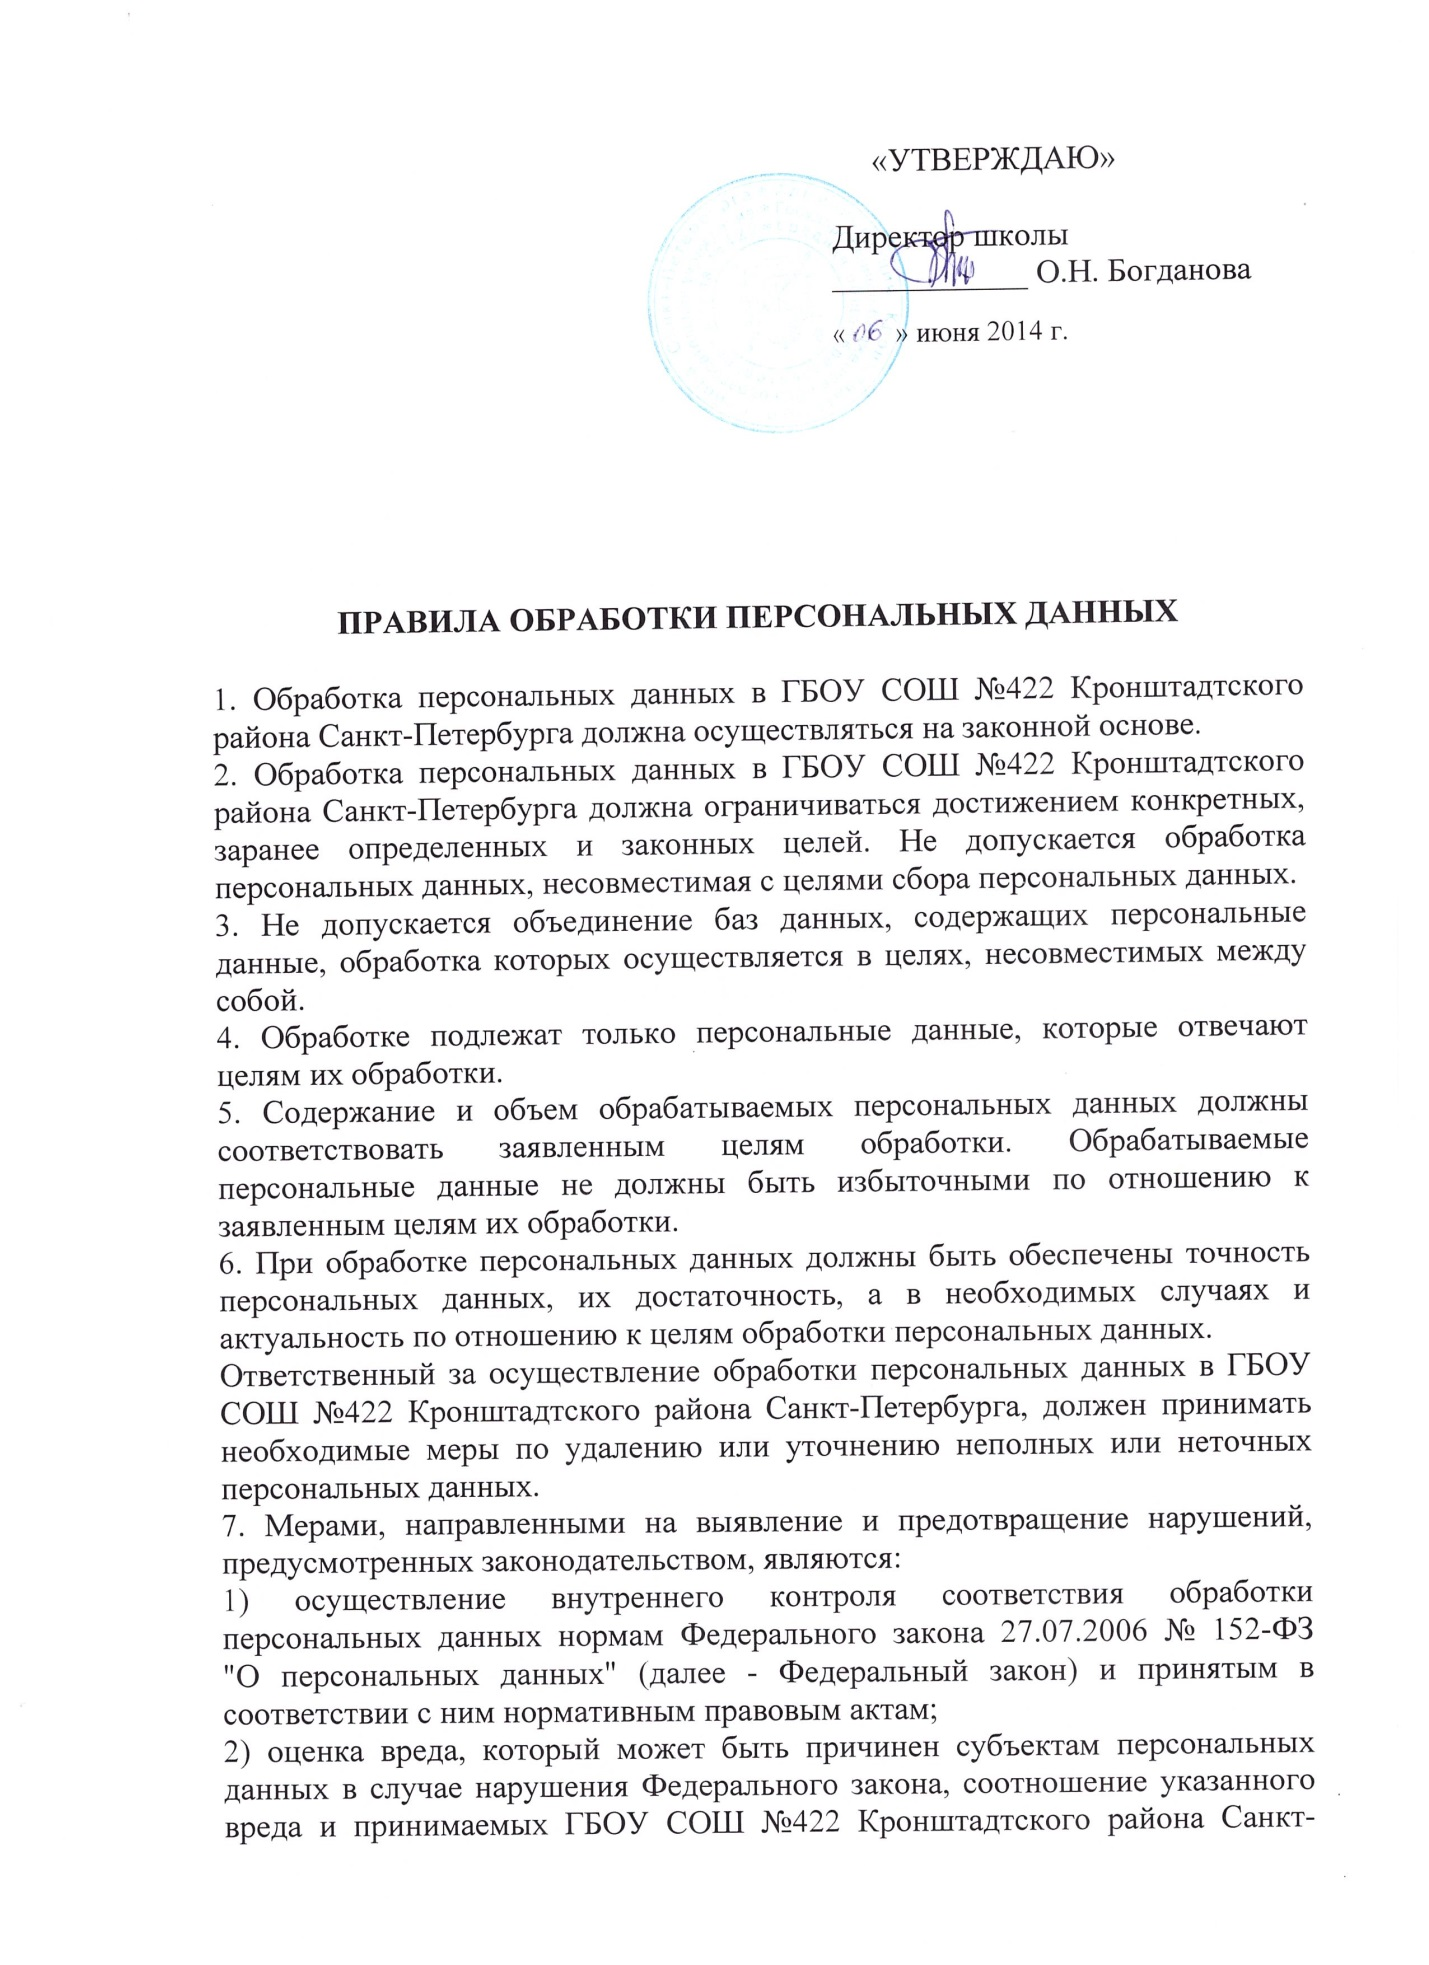 «УТВЕРЖДАЮ»
Директор школы
О.Н. Богданова
« 06 » июня 2014 г.
ПРАВИЛА ОБРАБОТКИ ПЕРСОНАЛЬНЫХ ДАННЫХ
1. Обработка персональных данных в ГБОУ СОШ №422 Кронштадтского
района Санкт-Петербурга должна осуществляться на законной основе.
2. Обработка персональных данных в ГБОУ СОШ №422 Кронштадтского
района Санкт-Петербурга должна ограничиваться достижением конкретных,
заранее определенных и законных целей. Не допускается обработка
персональных данных, несовместимая с целями сбора персональных данных.
3. Не допускается объединение баз данных, содержащих персональные
данные, обработка которых осуществляется в целях, несовместимых между
собой.
4. Обработке подлежат только персональные данные, которые отвечают
целям их обработки.
5. Содержание и объем обрабатываемых персональных данных должны
соответствовать заявленным целям обработки. Обрабатываемые
персональные данные не должны быть избыточными по отношению к
заявленным целям их обработки.
6. При обработке персональных данных должны быть обеспечены точность
персональных данных, их достаточность, а в необходимых случаях и
актуальность по отношению к целям обработки персональных данных.
Ответственный за осуществление обработки персональных данных в ГБОУ
СОШ №422 Кронштадтского района Санкт-Петербурга, должен принимать
необходимые меры по удалению или уточнению неполных или неточных
персональных данных.
7. Мерами, направленными на выявление и предотвращение нарушений,
предусмотренных законодательством, являются:
1) осуществление внутреннего контроля соответствия обработки
персональных данных нормам Федерального закона 27.07.2006 № 152-ФЗ
"О персональных данных" (далее - Федеральный закон) и принятым в
соответствии с ним нормативным правовым актам;
2) оценка вреда, который может быть причинен субъектам персональных
данных в случае нарушения Федерального закона, соотношение указанного
вреда и принимаемых ГБОУ СОШ №422 Кронштадтского района Санкт-